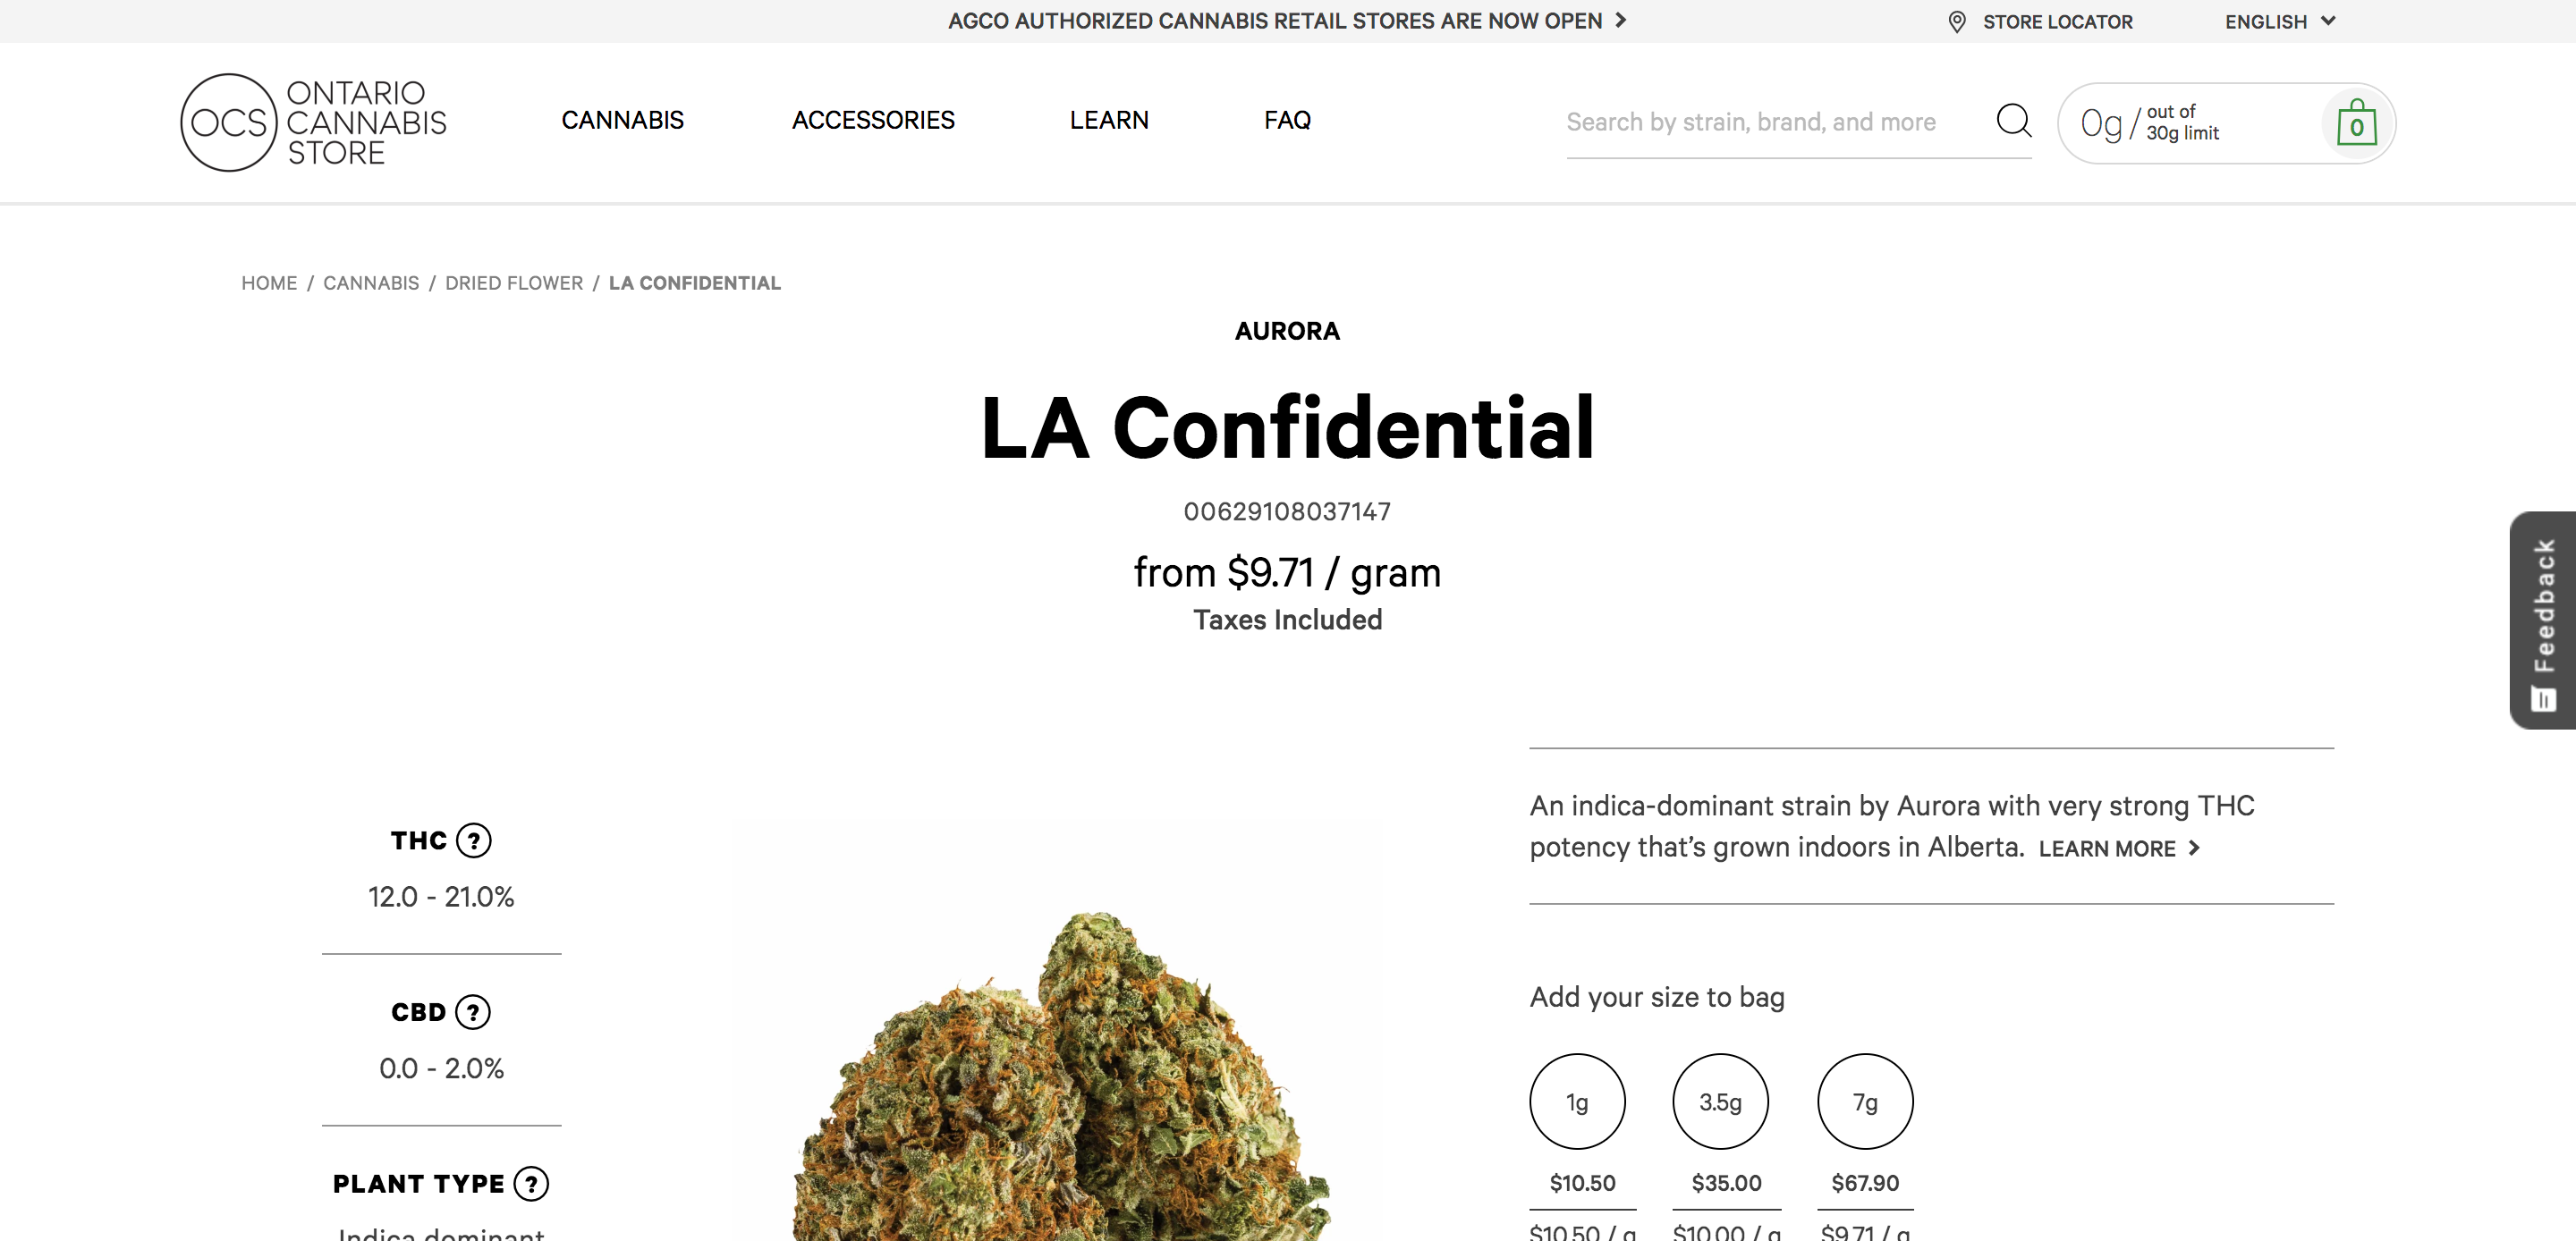 AGCO AUTHORIZED CANNABIS RETAIL STORES ARE NOW OPEN
STORE LOCATOR
ENGLISH
OCS
ONTARIO
CANNABIS
STORE
CANNABIS
ACCESSORIES
LEARN
FAQ
Search by strain, brand, and more
0g / out of
30g limit
0
HOME / CANNABIS / DRIED FLOWER / LA CONFIDENTIAL
AURORA
LA Confidential
00629108037147
from $9.71 / gram
Taxes Included
Feedback
THC ?
12.0 - 21.0%
CBD ?
0.0 - 2.0%
PLANT TYPE ?
Indica dominant
An indica-dominant strain by Aurora with very strong THC
potency that’s grown indoors in Alberta. LEARN MORE
Add your size to bag
1g 3.5g 7g
$10.50 $35.00 $67.90
$10.50 / g $10.00 / g $9.71 / g